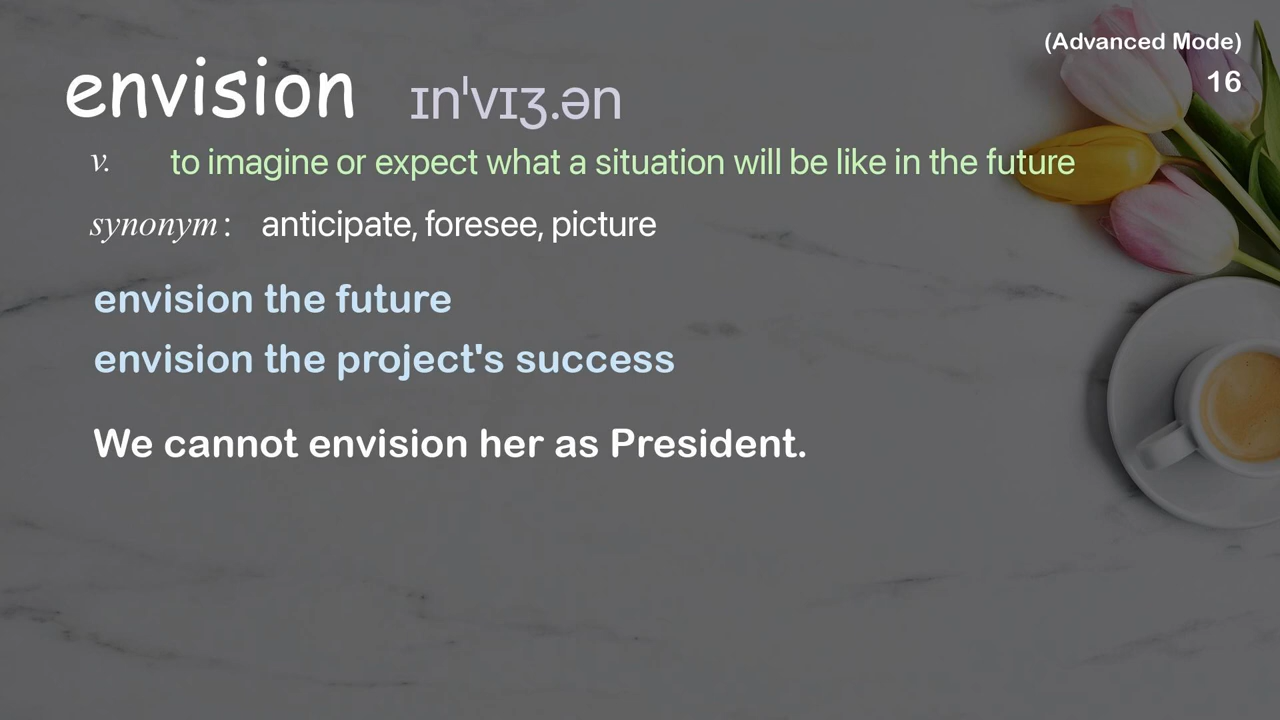 (Advanced Mode)
16
envision ɪnˈvɪʒ.ən
v. to imagine or expect what a situation will be like in the future
synonym: anticipate, foresee, picture
envision the future
envision the project's success
We cannot envision her as President.